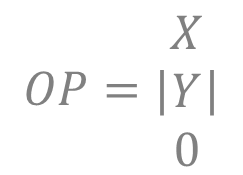 X
OP = |Y|
0